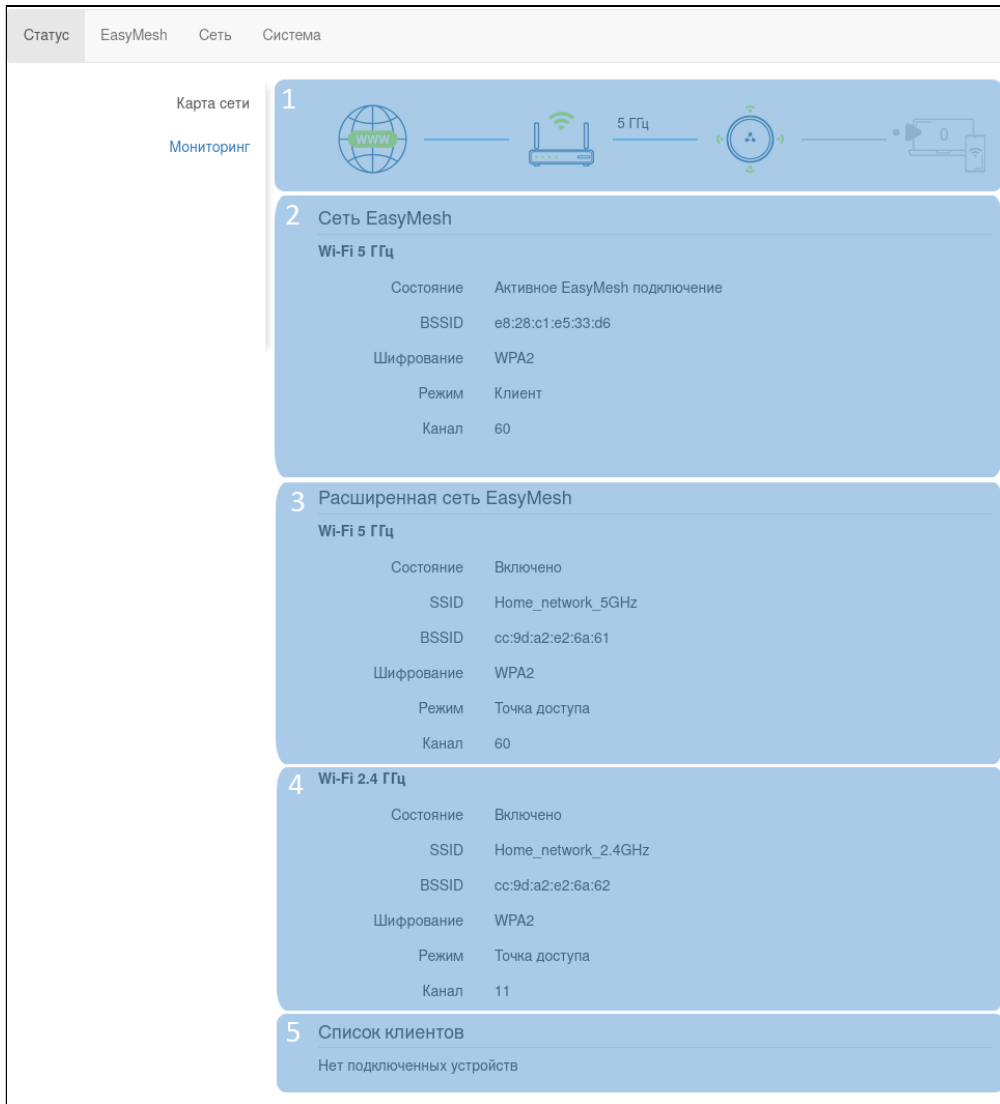 Статус EasyMesh Сеть Система
Карта сети
Мониторинг
1
WWW
5 ГГц
0
2 Сеть EasyMesh
Wi-Fi 5 ГГц
Состояние Активное EasyMesh подключение
BSSID e8:28:c1:e5:33:d6
Шифрование WPA2
Режим Клиент
Канал 60
3 Расширенная сеть EasyMesh
Wi-Fi 5 ГГц
Состояние Включено
SSID Home_network_5GHz
BSSID cc:9d:a2:e2:6a:61
Шифрование WPA2
Режим Точка доступа
Канал 60
4 Wi-Fi 2.4 ГГц
Состояние Включено
SSID Home_network_2.4GHz
BSSID cc:9d:a2:e2:6a:62
Шифрование WPA2
Режим Точка доступа
Канал 11
5 Список клиентов
Нет подключенных устройств